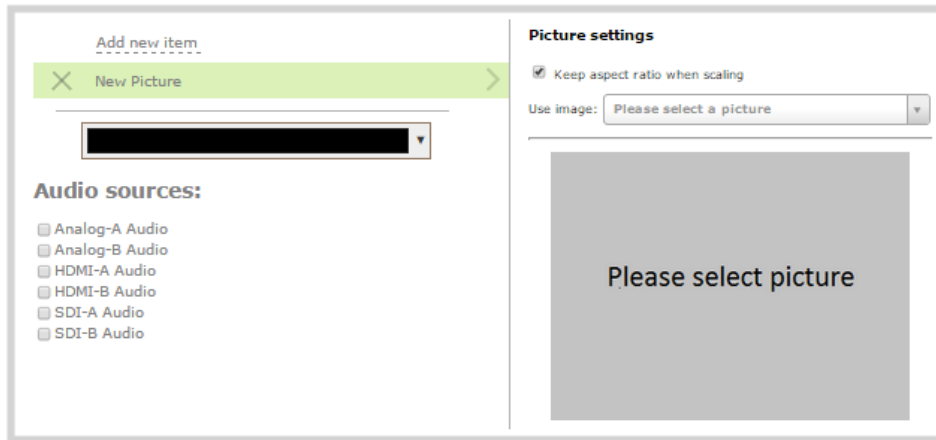 Add new item
New Picture
Audio sources:
Analog-A Audio
Analog-B Audio
HDMI-A Audio
HDMI-B Audio
SDI-A Audio
SDI-B Audio
Picture settings
Keep aspect ratio when scaling
Use image: Please select a picture
Please select picture